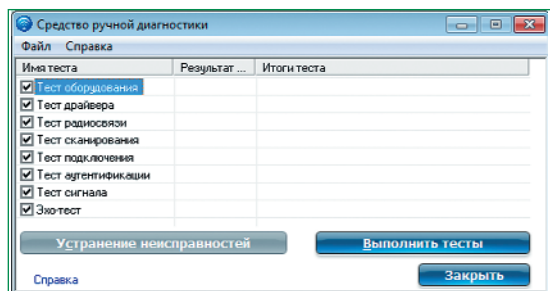 Средство ручной диагностики
Файл Справка
Имя теста Результат ... Итоги теста
Тест оборудования
Тест драйвера
Тест радиосвязи
Тест сканирования
Тест подключения
Тест аутентификации
Тест сигнала
Эхо-тест
Устранение неисправностей Выполнить тесты
Справка Закрыть